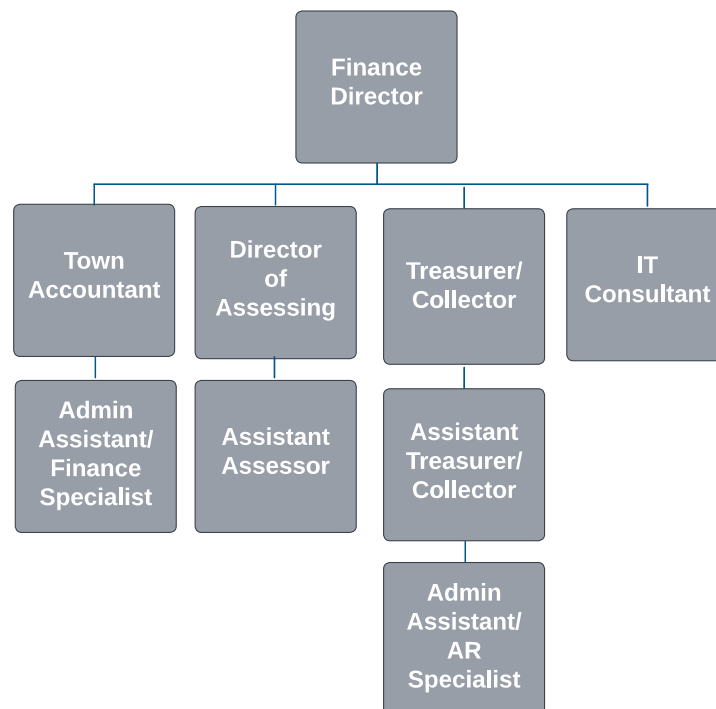 Finance
Director
Town
Accountant
Director
of
Assessing
Treasurer/
Collector
IT
Consultant
Admin
Assistant/
Finance
Specialist
Assistant
Assessor
Assistant
Treasurer/
Collector
Admin
Assistant/
AR
Specialist